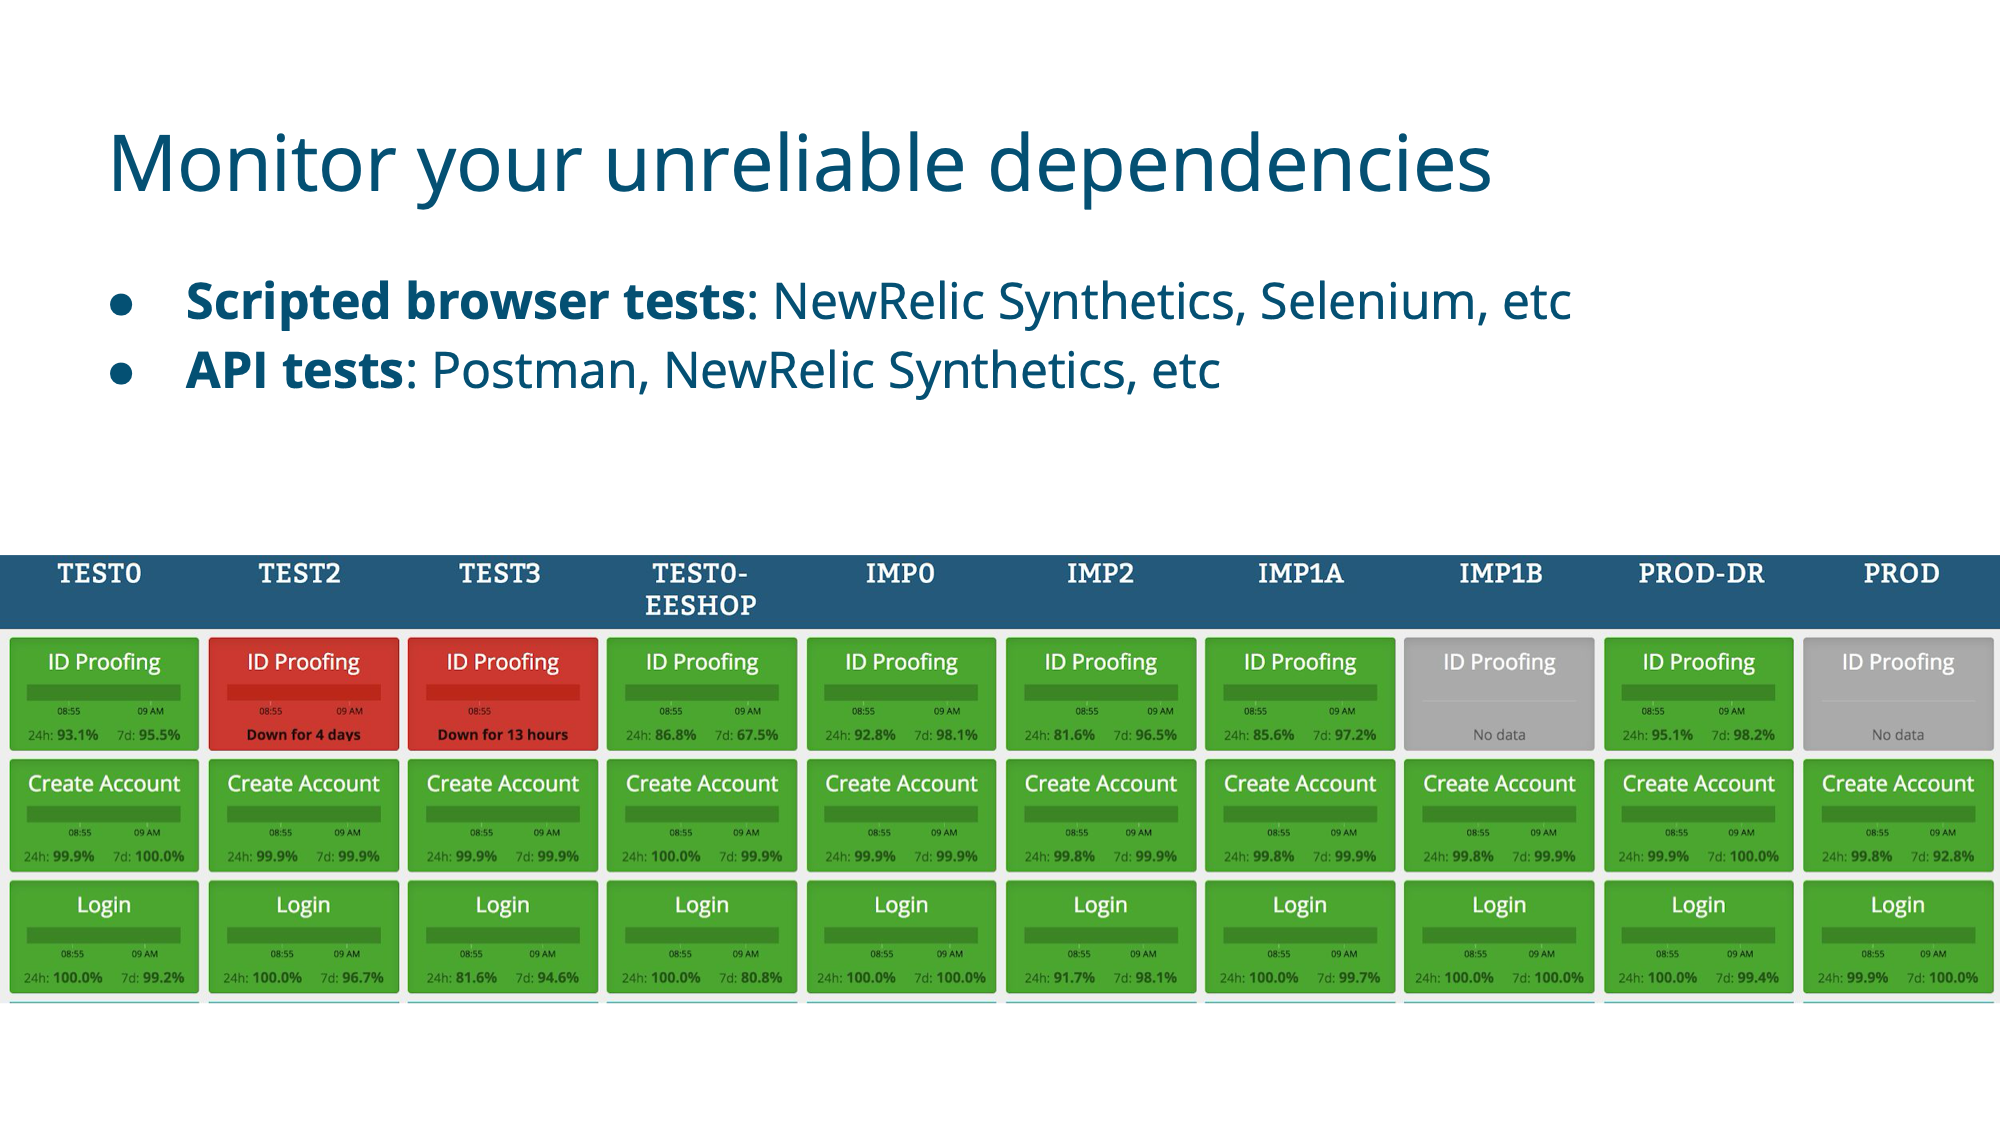 Monitor your unreliable dependencies
● Scripted browser tests: NewRelic Synthetics, Selenium, etc
● API tests: Postman, NewRelic Synthetics, etc
TEST0 TEST2 TEST3 TEST0-EESHOP IMP0 IMP2 IMP1A IMP1B PROD-DR PROD
ID Proofing ID Proofing ID Proofing ID Proofing ID Proofing ID Proofing ID Proofing ID Proofing ID Proofing ID Proofing
08:55 09 AM 08:55 09 AM 08:55 08:55 09 AM 08:55 09 AM 08:55 09 AM 08:55 09 AM 08:55 09 AM
24h: 93.1% 7d: 95.5% Down for 4 days Down for 13 hours 24h: 86.8% 7d: 67.5% 24h: 92.8% 7d: 98.1% 24h: 81.6% 7d: 96.5% 24h: 85.6% 7d: 97.2% No data 24h: 95.1% 7d: 98.2% No data
Create Account Create Account Create Account Create Account Create Account Create Account Create Account Create Account Create Account Create Account
08:55 09 AM 08:55 09 AM 08:55 09 AM 08:55 09 AM 08:55 09 AM 08:55 09 AM 08:55 09 AM 08:55 09 AM 08:55 09 AM 08:55 09 AM
24h: 99.9% 7d: 100.0% 24h: 99.9% 7d: 99.9% 24h: 99.9% 7d: 99.9% 24h: 100.0% 7d: 99.9% 24h: 99.9% 7d: 99.9% 24h: 99.8% 7d: 99.9% 24h: 99.8% 7d: 99.9% 24h: 99.8% 7d: 99.9% 24h: 99.9% 7d: 100.0% 24h: 99.8% 7d: 92.8%
Login Login Login Login Login Login Login Login Login Login
08:55 09 AM 08:55 09 AM 08:55 09 AM 08:55 09 AM 08:55 09 AM 08:55 09 AM 08:55 09 AM 08:55 09 AM 08:55 09 AM 08:55 09 AM
24h: 100.0% 7d: 99.2% 24h: 100.0% 7d: 96.7% 24h: 81.6% 7d: 94.6% 24h: 100.0% 7d: 80.8% 24h: 100.0% 7d: 100.0% 24h: 91.7% 7d: 98.1% 24h: 100.0% 7d: 99.7% 24h: 100.0% 7d: 100.0% 24h: 100.0% 7d: 99.4% 24h: 99.9% 7d: 100.0%